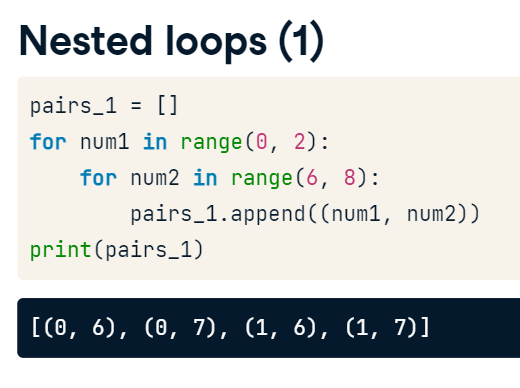 Nested loops (1)
pairs_1 = []
for num1 in range(0, 2):
    for num2 in range(6, 8):
        pairs_1.append((num1, num2))
print(pairs_1)
[(0, 6), (0, 7), (1, 6), (1, 7)]